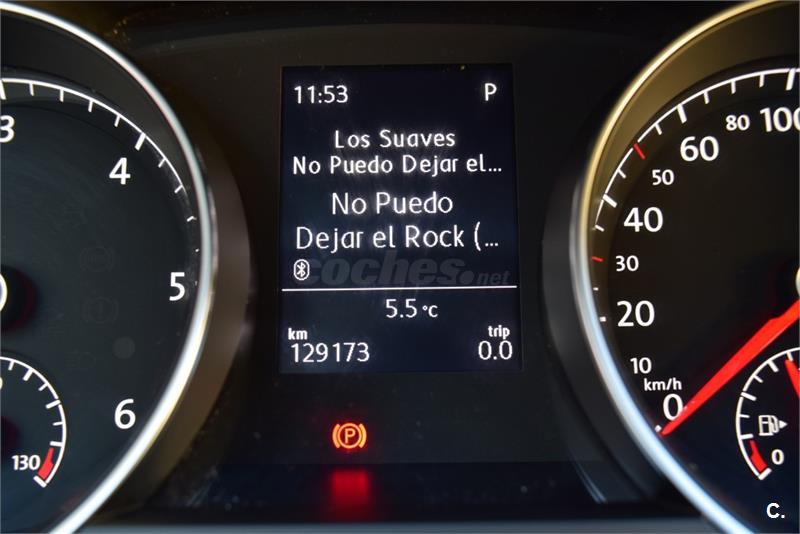 11:53 P
Los Suaves
No Puedo Dejar el...
No Puedo
Dejar el Rock (...
coches.net
5.5 °C
km trip
129173 0.0
3
4
5
6
130
P
100
80
60
50
40
30
20
10
km/h
0
0
C.